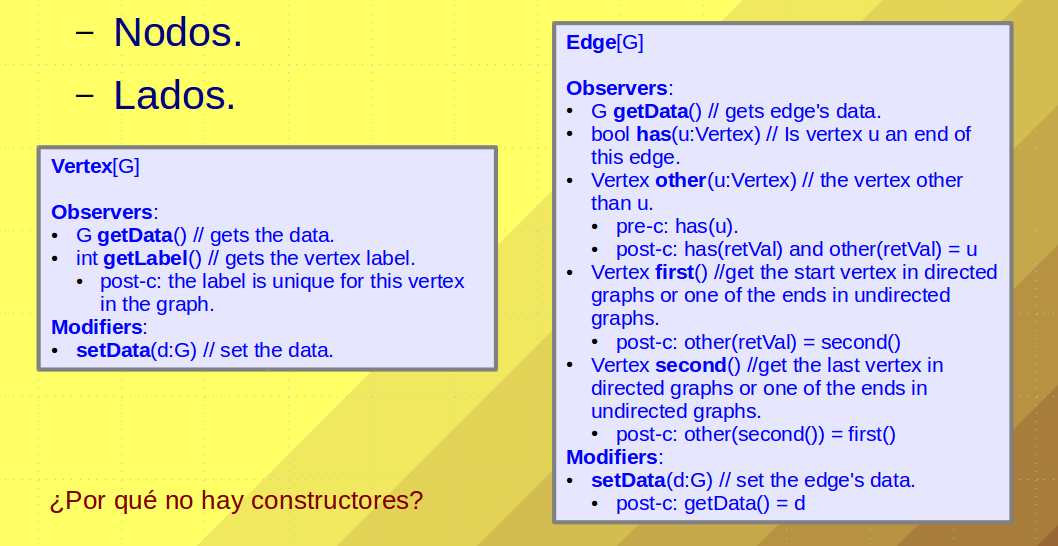 – Nodos.
– Lados.
Vertex[G]
Observers:
• G getData() // gets the data.
• int getLabel() // gets the vertex label.
• post-c: the label is unique for this vertex
in the graph.
Modifiers:
• setData(d:G) // set the data.
¿Por qué no hay constructores?
Edge[G]
Observers:
• G getData() // gets edge's data.
• bool has(u:Vertex) // Is vertex u an end of
this edge.
• Vertex other(u:Vertex) // the vertex other
than u.
• pre-c: has(u).
• post-c: has(retVal) and other(retVal) = u
• Vertex first() //get the start vertex in directed
graphs or one of the ends in undirected
graphs.
• post-c: other(retVal) = second()
• Vertex second() //get the last vertex in
directed graphs or one of the ends in
undirected graphs.
• post-c: other(second()) = first()
Modifiers:
• setData(d:G) // set the edge's data.
• post-c: getData() = d